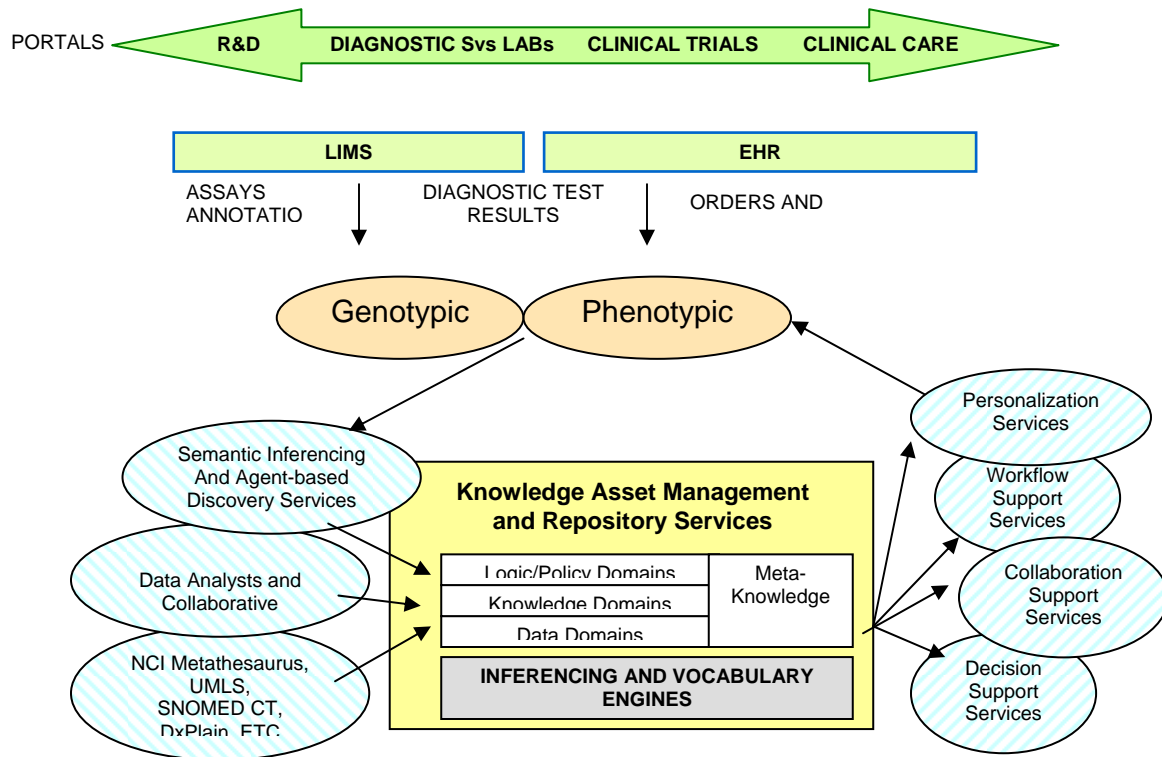 PORTALS
R&D
DIAGNOSTIC Svs LABs
CLINICAL TRIALS
CLINICAL CARE
LIMS
EHR
ASSAYS
ANNOTATIO
DIAGNOSTIC TEST
RESULTS
ORDERS AND
Genotypic
Phenotypic
Semantic Inferencing
And Agent-based
Discovery Services
Data Analysts and
Collaborative
NCI Metathesaurus,
UMLS,
SNOMED CT,
DxPlain, ETC
Knowledge Asset Management
and Repository Services
Logic/Policy Domains
Knowledge Domains
Data Domains
Meta-
Knowledge
INFERENCING AND VOCABULARY
ENGINES
Personalization
Services
Workflow
Support
Services
Collaboration
Support
Services
Decision
Support
Services